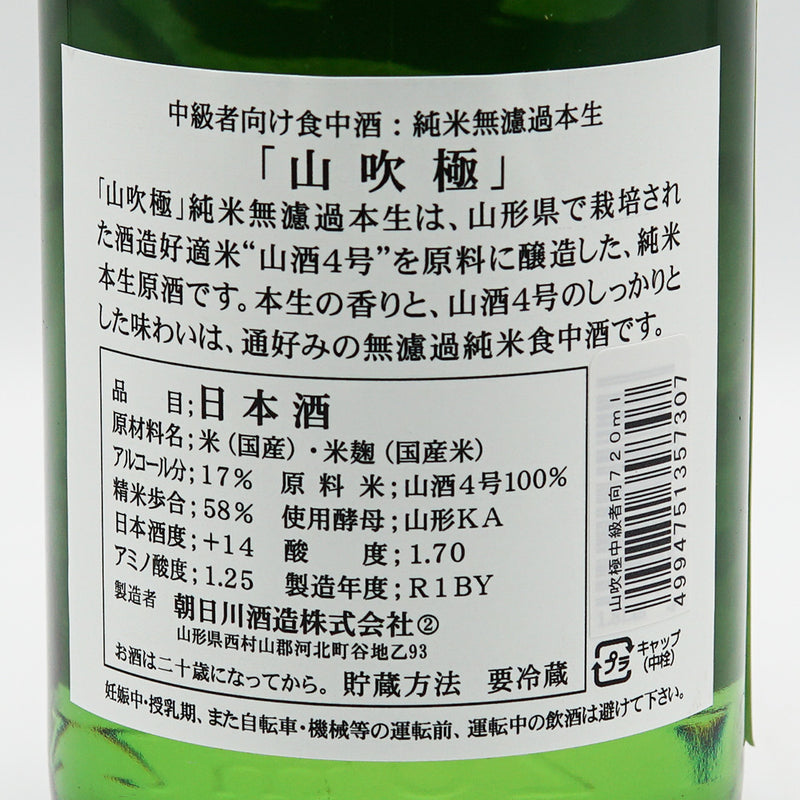 中級者向け食中酒：純米無濾過本生
「山吹極」
「山吹極」純米無濾過本生は、山形県で栽培され
た酒造好適米“山酒4号”を原料に醸造した、純米
本生原酒です。本生の香りと、山酒4号のしっかりと
した味わいは、通好みの無濾過純米食中酒です。
品 目；日本酒
原材料名；米（国産）・米麹（国産米）
アルコール分；17% 原料米；山酒4号100%
精米歩合；58% 使用酵母；山形KA
日本酒度；+14 酸 度；1.70
アミノ酸度；1.25 製造年度；R1BY
製造者 朝日川酒造株式会社②
山形県西村山郡河北町谷地乙93
お酒は二十歳になってから。貯蔵方法 要冷蔵
妊娠中・授乳期、また自転車・機械等の運転前、運転中の飲酒は避けて下さい。
山吹極中級者向720ml
4994751357307
プラ
キャップ
（中栓）